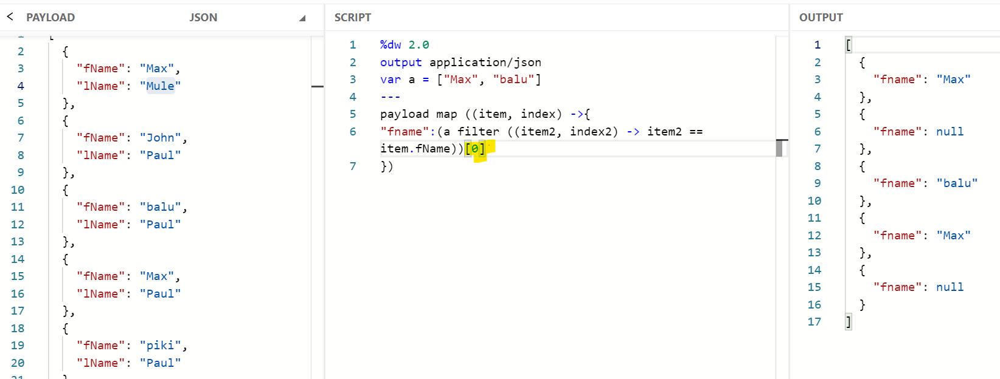 < PAYLOAD JSON
[
2 {
3 "fName": "Max",
4 "lName": "Mule"
5 },
6 {
7 "fName": "John",
8 "lName": "Paul"
9 },
10 {
11 "fName": "balu",
12 "lName": "Paul"
13 },
14 {
15 "fName": "Max",
16 "lName": "Paul"
17 },
18 {
19 "fName": "piki",
20 "lName": "Paul"
21 }
SCRIPT
1 %dw 2.0
2 output application/json
3 var a = ["Max", "balu"]
4 ---
5 payload map ((item, index) ->{
6 "fname":(a filter ((item2, index2) -> item2 ==
item.fName))[0]
7 })
OUTPUT
1 [
2 {
3 "fname": "Max"
4 },
5 {
6 "fname": null
7 },
8 {
9 "fname": "balu"
10 },
11 {
12 "fname": "Max"
13 },
14 {
15 "fname": null
16 }
17 ]